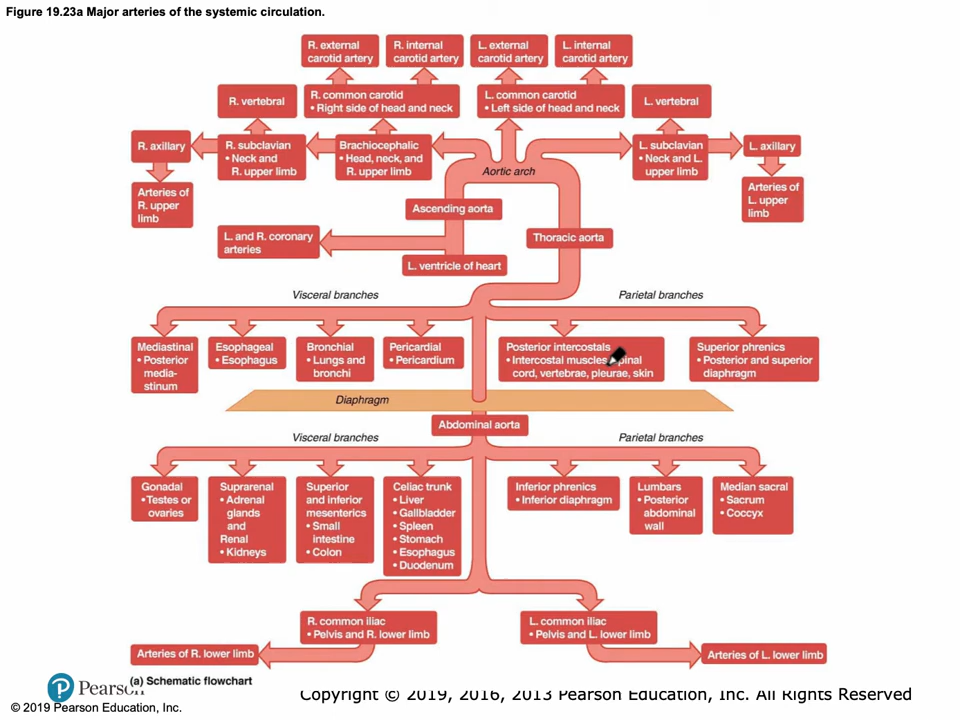 Figure 19.23a Major arteries of the systemic circulation.
R. external
carotid artery
R. internal
carotid artery
L. external
carotid artery
L. internal
carotid artery
R. vertebral
R. common carotid
• Right side of head and neck
L. common carotid
• Left side of head and neck
L. vertebral
R. axillary
R. subclavian
• Neck and
R. upper limb
Brachiocephalic
• Head, neck, and
R. upper limb
Aortic arch
L. subclavian
• Neck and L.
upper limb
L. axillary
Arteries of
R. upper
limb
Arteries of
L. upper
limb
Ascending aorta
L. and R. coronary
arteries
Thoracic aorta
L. ventricle of heart
Visceral branches
Parietal branches
Mediastinal
• Posterior
media-
stinum
Esophageal
• Esophagus
Bronchial
• Lungs and
bronchi
Pericardial
• Pericardium
Posterior intercostals
• Intercostal muscles, spinal
cord, vertebrae, pleurae, skin
Superior phrenics
• Posterior and superior
diaphragm
Diaphragm
Abdominal aorta
Visceral branches
Parietal branches
Gonadal
• Testes or
ovaries
Suprarenal
• Adrenal
glands
and
Renal
• Kidneys
Superior
and inferior
mesenterics
• Small
intestine
• Colon
Celiac trunk
• Liver
• Gallbladder
• Spleen
• Stomach
• Esophagus
• Duodenum
Inferior phrenics
• Inferior diaphragm
Lumbars
• Posterior
abdominal
wall
Median sacral
• Sacrum
• Coccyx
R. common iliac
• Pelvis and R. lower limb
L. common iliac
• Pelvis and L. lower limb
Arteries of R. lower limb
Arteries of L. lower limb
(a) Schematic flowchart
Pearson
Copyright © 2019, 2016, 2013 Pearson Education, Inc. All Rights Reserved
© 2019 Pearson Education, Inc.